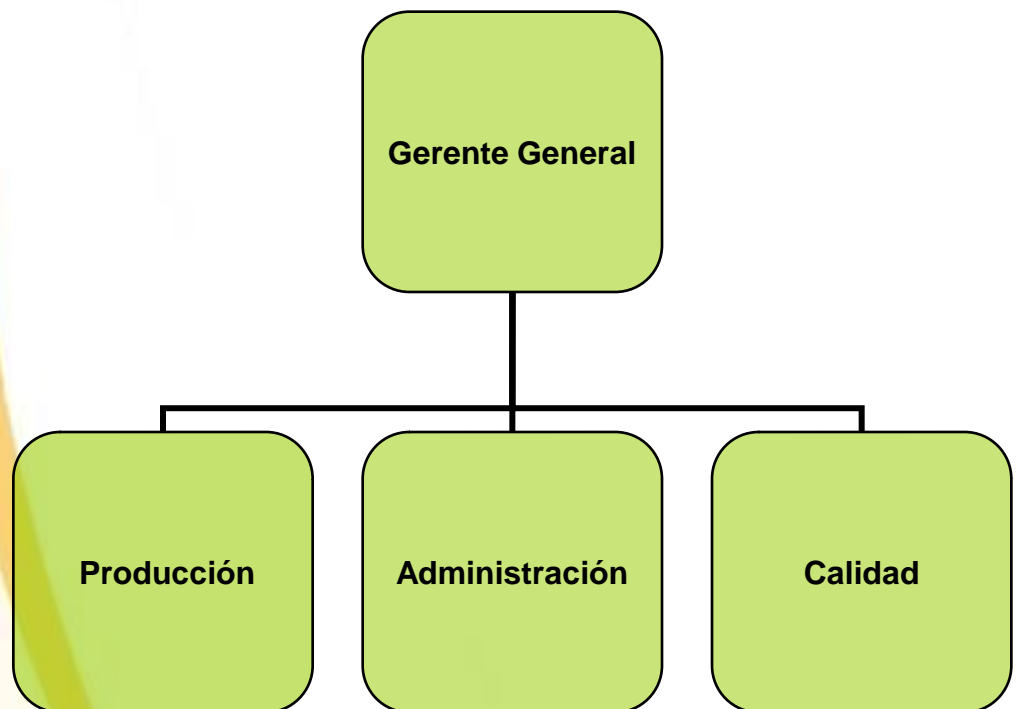 Gerente General
Producción
Administración
Calidad